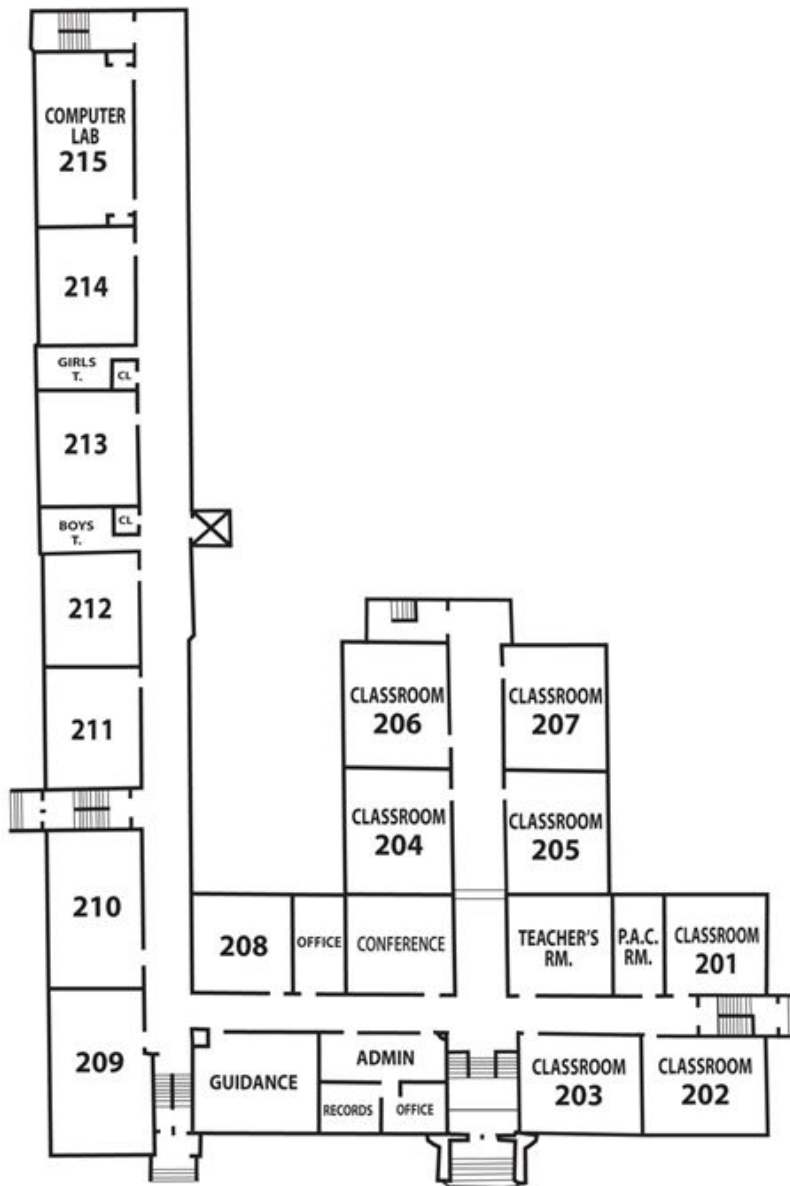 COMPUTER
LAB
215
214
GIRLS
T.
CL
213
BOYS
T.
CL
212
211
210
209
CLASSROOM
206
CLASSROOM
207
CLASSROOM
204
CLASSROOM
205
208
OFFICE
CONFERENCE
TEACHER'S
RM.
P.A.C.
RM.
CLASSROOM
201
GUIDANCE
ADMIN
RECORDS
OFFICE
CLASSROOM
203
CLASSROOM
202